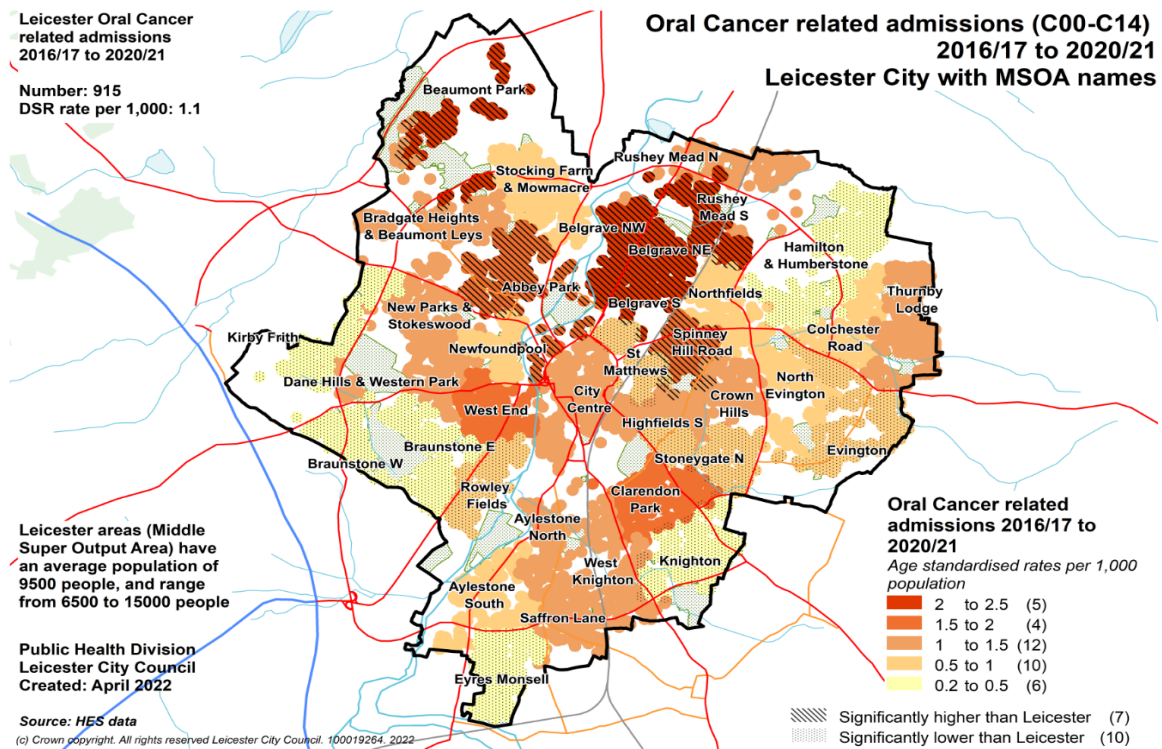 Leicester Oral Cancer
related admissions
2016/17 to 2020/21
Number: 915
DSR rate per 1,000: 1.1
Oral Cancer related admissions (C00-C14)
2016/17 to 2020/21
Leicester City with MSOA names
Beaumont Park
Rushey Mead N
Stocking Farm
& Mowmacre
Rushey
Mead S
Bradgate Heights
& Beaumont Leys
Belgrave NW
Belgrave NE
Hamilton
& Humberstone
Abbey Park
Belgrave S
Northfields
Thurnby
Lodge
New Parks &
Stokeswood
Kirby Frith
Newfoundpool
Spinney
Hill Road
Colchester
Road
St
Matthews
Dane Hills & Western Park
North
Evington
City
Centre
Crown
Hills
West End
Highfields S
Braunstone E
Evington
Braunstone W
Stoneygate N
Rowley
Fields
Clarendon
Park
Aylestone
North
Knighton
West
Knighton
Aylestone
South
Saffron Lane
Eyres Monsell
Leicester areas (Middle
Super Output Area) have
an average population of
9500 people, and range
from 6500 to 15000 people
Public Health Division
Leicester City Council
Created: April 2022
Source: HES data
(c) Crown copyright. All rights reserved Leicester City Council. 100019264. 2022
Oral Cancer related
admissions 2016/17 to
2020/21
Age standardised rates per 1,000
population
2 to 2.5 (5)
1.5 to 2 (4)
1 to 1.5 (12)
0.5 to 1 (10)
0.2 to 0.5 (6)
Significantly higher than Leicester (7)
Significantly lower than Leicester (10)